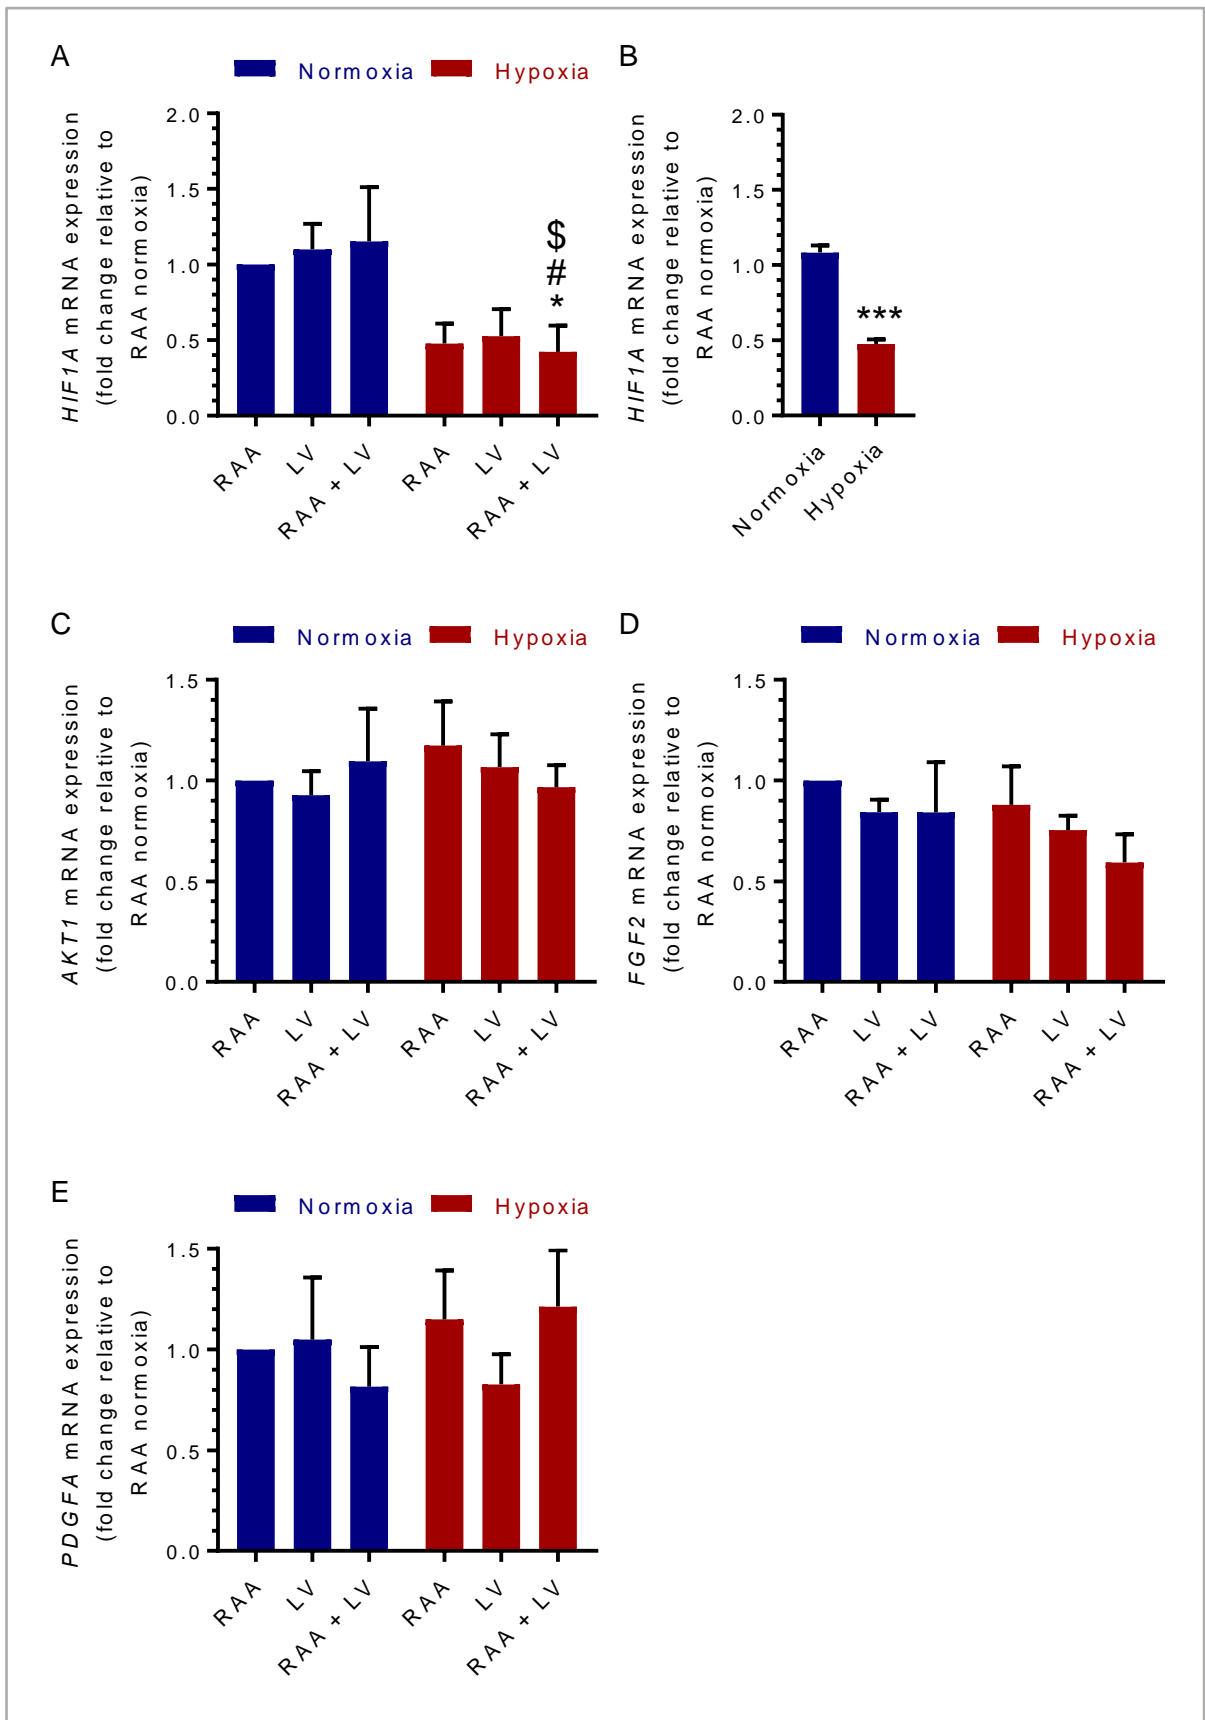 A
Normoxia Hypoxia
HIF1A mRNA expression
(fold change relative to
RAA normoxia)
2.0
1.5
1.0
0.5
0.0
$
#
*
RAA
LV
RAA + LV
RAA
LV
RAA + LV
B
HIF1A mRNA expression
(fold change relative to
RAA normoxia)
2.0
1.5
1.0
0.5
0.0
***
Normoxia
Hypoxia
C
Normoxia Hypoxia
AKT1 mRNA expression
(fold change relative to
RAA normoxia)
1.5
1.0
0.5
0.0
RAA
LV
RAA + LV
RAA
LV
RAA + LV
D
Normoxia Hypoxia
FGF2 mRNA expression
(fold change relative to
RAA normoxia)
1.5
1.0
0.5
0.0
RAA
LV
RAA + LV
RAA
LV
RAA + LV
E
Normoxia Hypoxia
PDGFA mRNA expression
(fold change relative to
RAA normoxia)
1.5
1.0
0.5
0.0
RAA
LV
RAA + LV
RAA
LV
RAA + LV